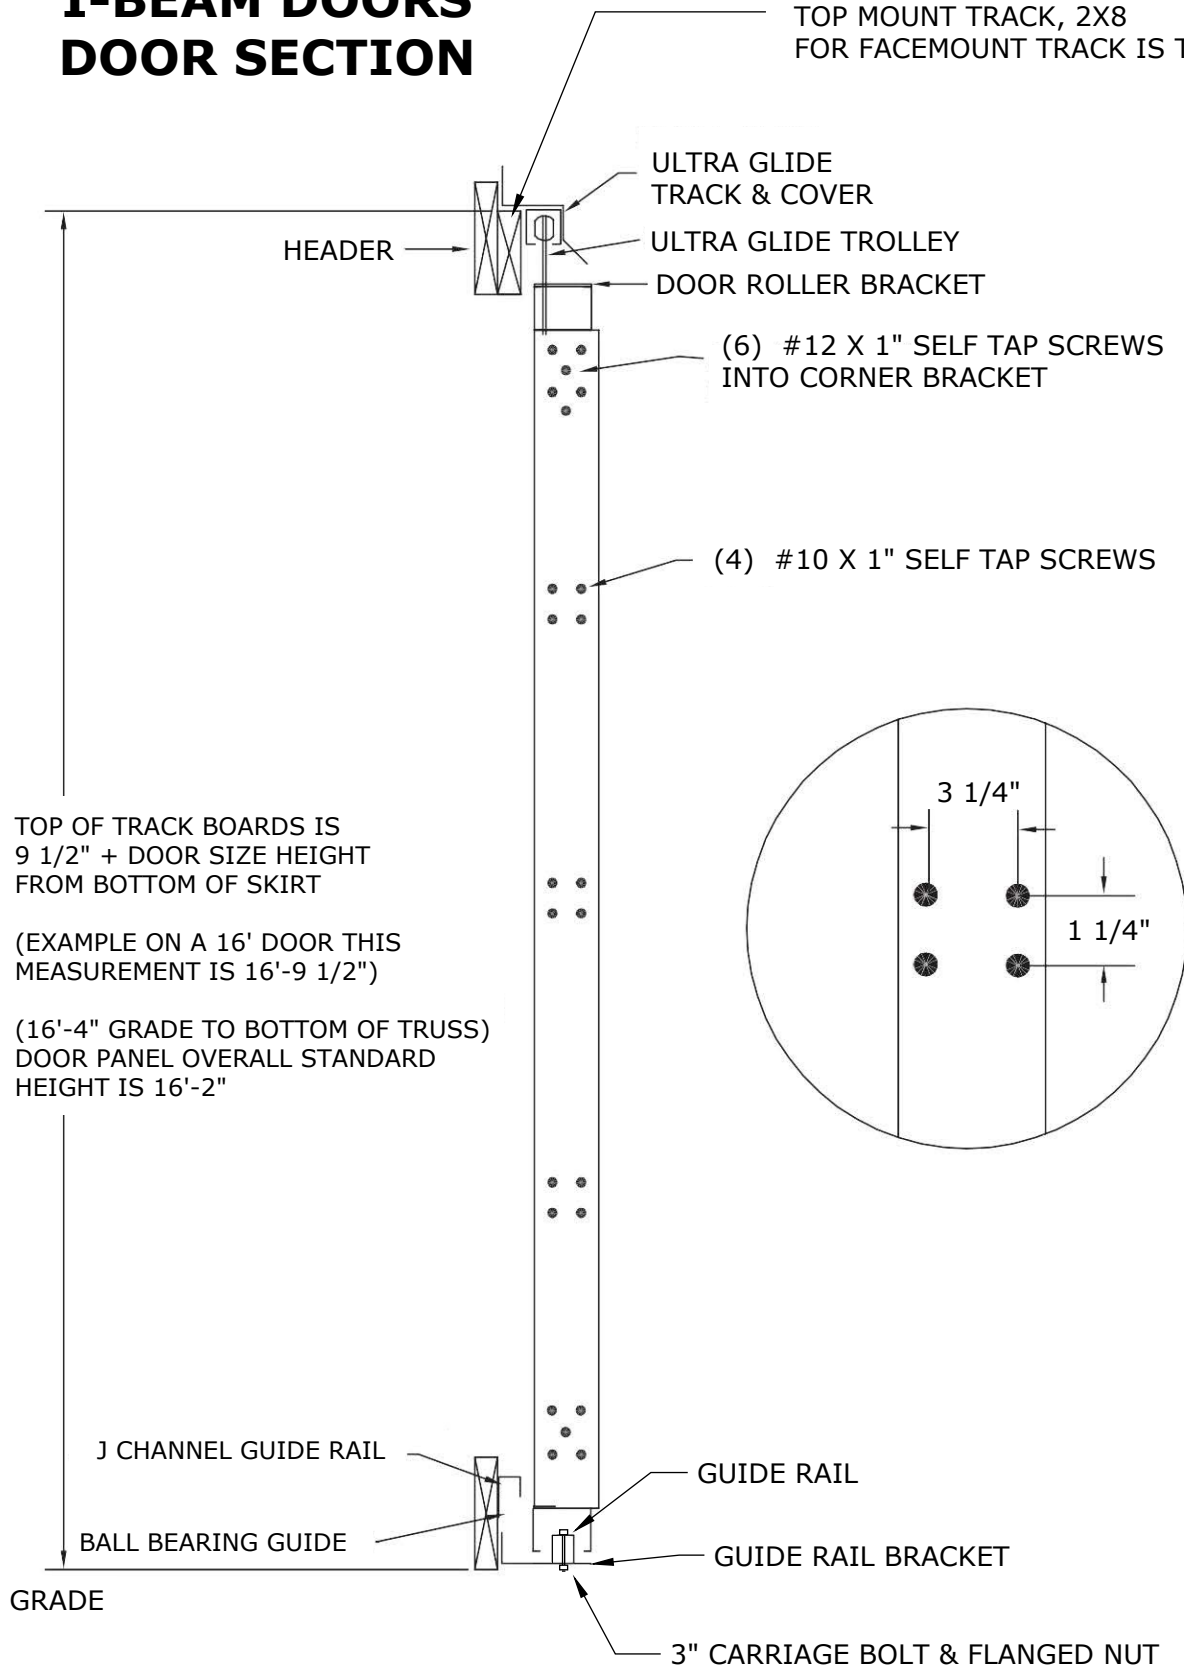 DOOR SECTION
TOP MOUNT TRACK, 2X8
FOR FACEMOUNT TRACK IS
ULTRA GLIDE
TRACK & COVER
HEADER
ULTRA GLIDE TROLLEY
DOOR ROLLER BRACKET
(6) #12 X 1" SELF TAP SCREWS
INTO CORNER BRACKET
(4) #10 X 1" SELF TAP SCREWS
3 1/4"
1 1/4"
TOP OF TRACK BOARDS IS
9 1/2" + DOOR SIZE HEIGHT
FROM BOTTOM OF SKIRT
(EXAMPLE ON A 16' DOOR THIS
MEASUREMENT IS 16'-9 1/2")
(16'-4" GRADE TO BOTTOM OF TRUSS)
DOOR PANEL OVERALL STANDARD
HEIGHT IS 16'-2"
J CHANNEL GUIDE RAIL
BALL BEARING GUIDE
GUIDE RAIL
GUIDE RAIL BRACKET
GRADE
3" CARRIAGE BOLT & FLANGED NUT